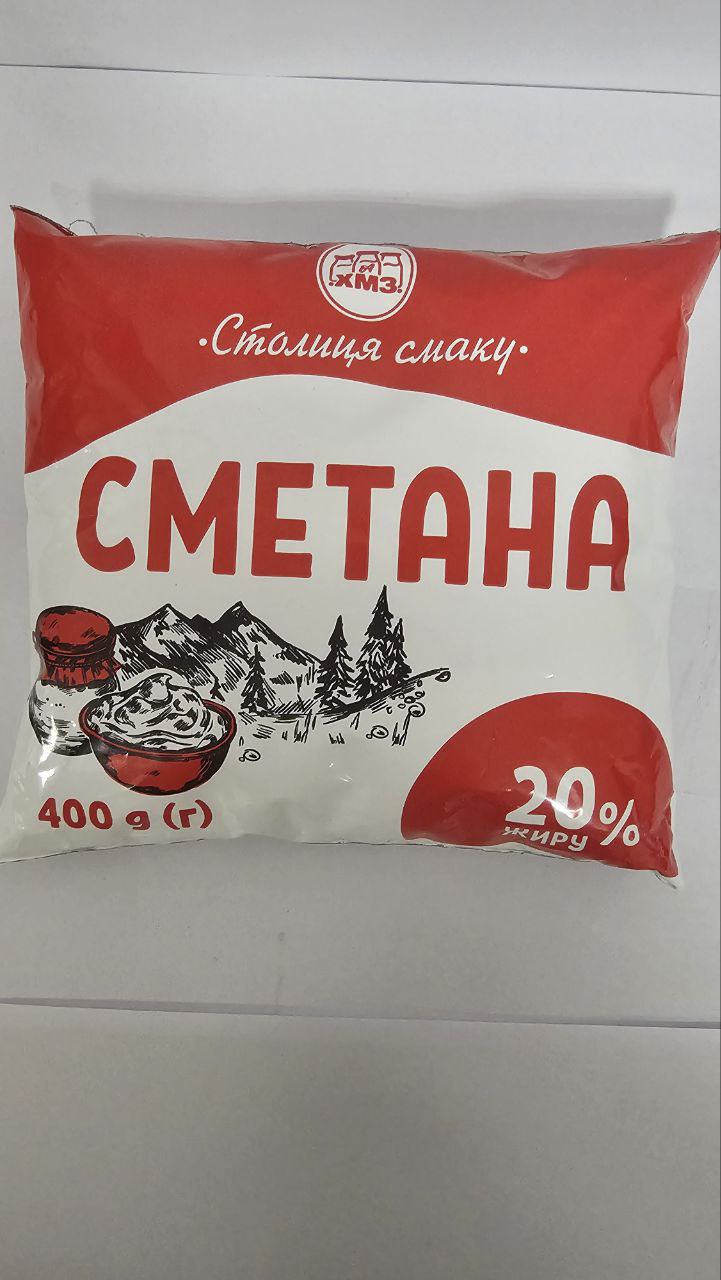 ХМЗ
·Столиця смаку·
СМЕТАНА
400 g (г)
20%
жиру